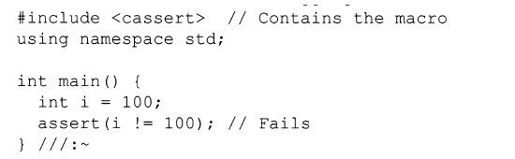 #include <cassert>  // Contains the macro
using namespace std;

int main() {
  int i = 100;
  assert(i != 100); // Fails
} ///:~